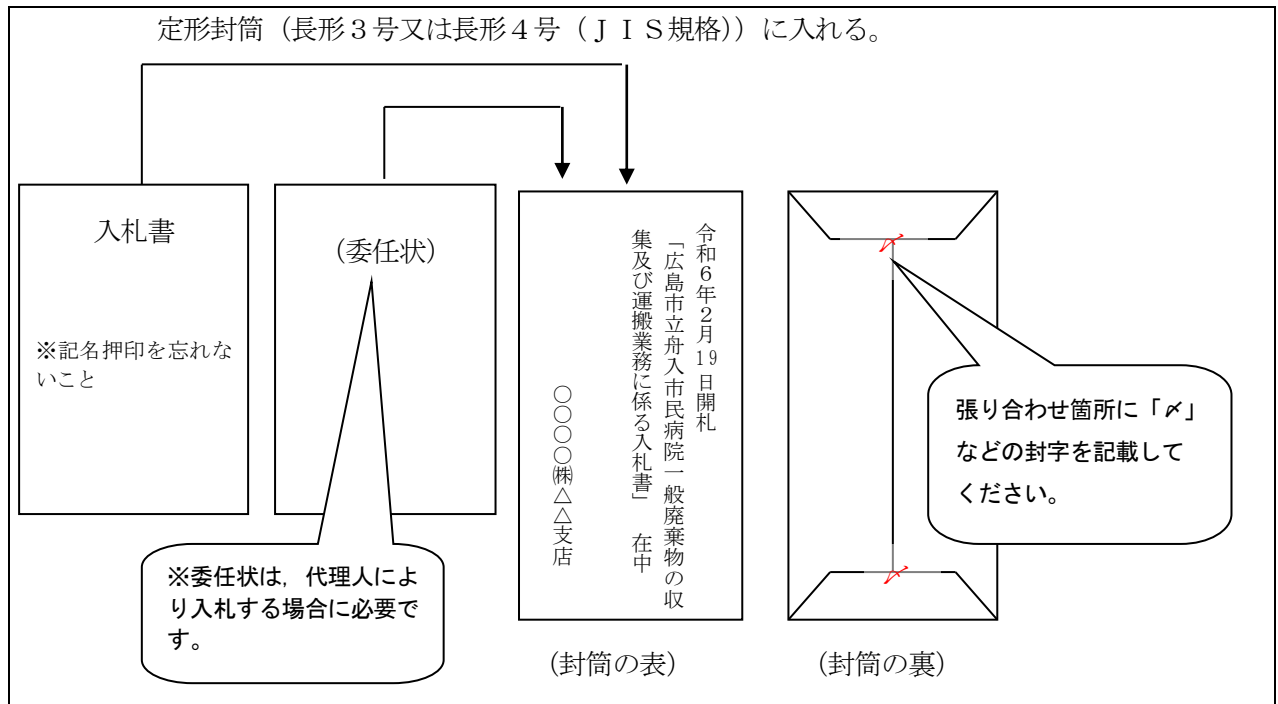 定形封筒（長形３号又は長形４号（ＪＩＳ規格））に入れる。
入札書
※記名押印を忘れな
いこと
（委任状）
※委任状は，代理人によ
り入札する場合に必要で
す。
令和６年２月19日開札
「広島市立舟入市民病院一般廃棄物の収
集及び運搬業務に係る入札書」　在中
○○○○㈱△△支店
（封筒の表）
〆
張り合わせ箇所に「〆」
などの封字を記載して
ください。
〆
（封筒の裏）